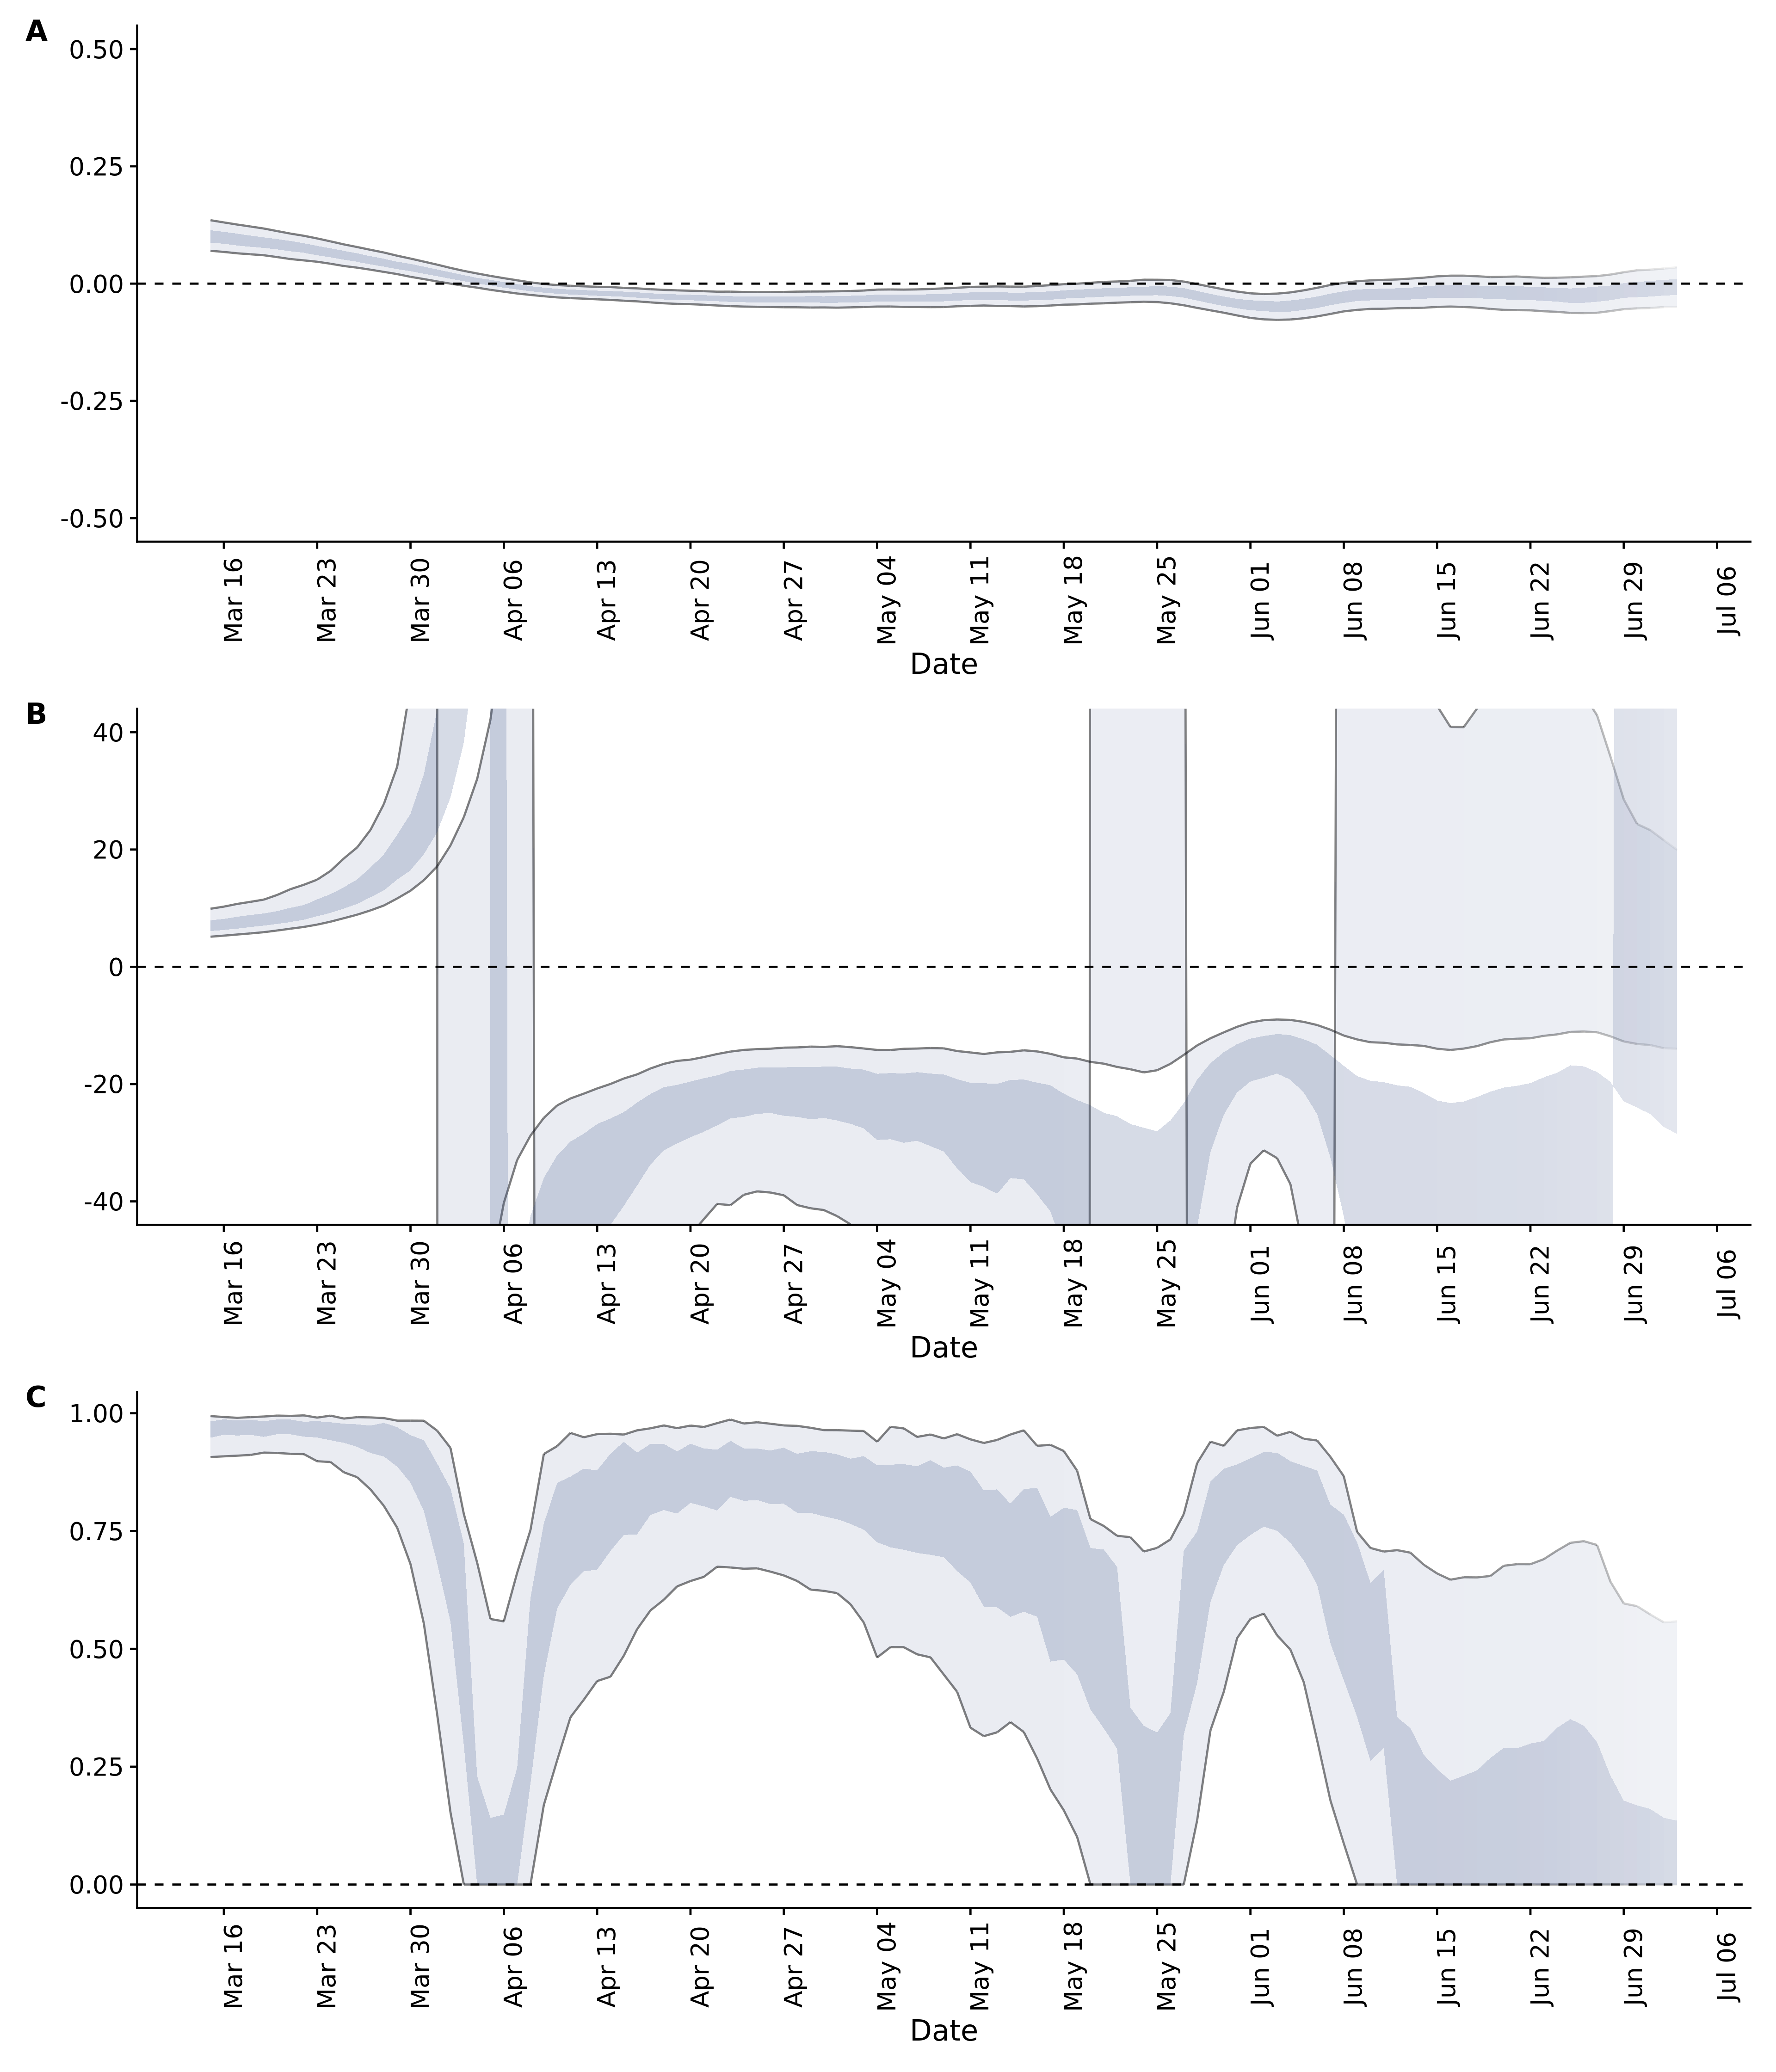 A
0.50
0.25
0.00
-0.25
-0.50
Mar 16
Mar 23
Mar 30
Apr 06
Apr 13
Apr 20
Apr 27
May 04
May 11
May 18
May 25
Jun 01
Jun 08
Jun 15
Jun 22
Jun 29
Jul 06
Date
B
40
20
0
-20
-40
Mar 16
Mar 23
Mar 30
Apr 06
Apr 13
Apr 20
Apr 27
May 04
May 11
May 18
May 25
Jun 01
Jun 08
Jun 15
Jun 22
Jun 29
Jul 06
Date
C
1.00
0.75
0.50
0.25
0.00
Mar 16
Mar 23
Mar 30
Apr 06
Apr 13
Apr 20
Apr 27
May 04
May 11
May 18
May 25
Jun 01
Jun 08
Jun 15
Jun 22
Jun 29
Jul 06
Date